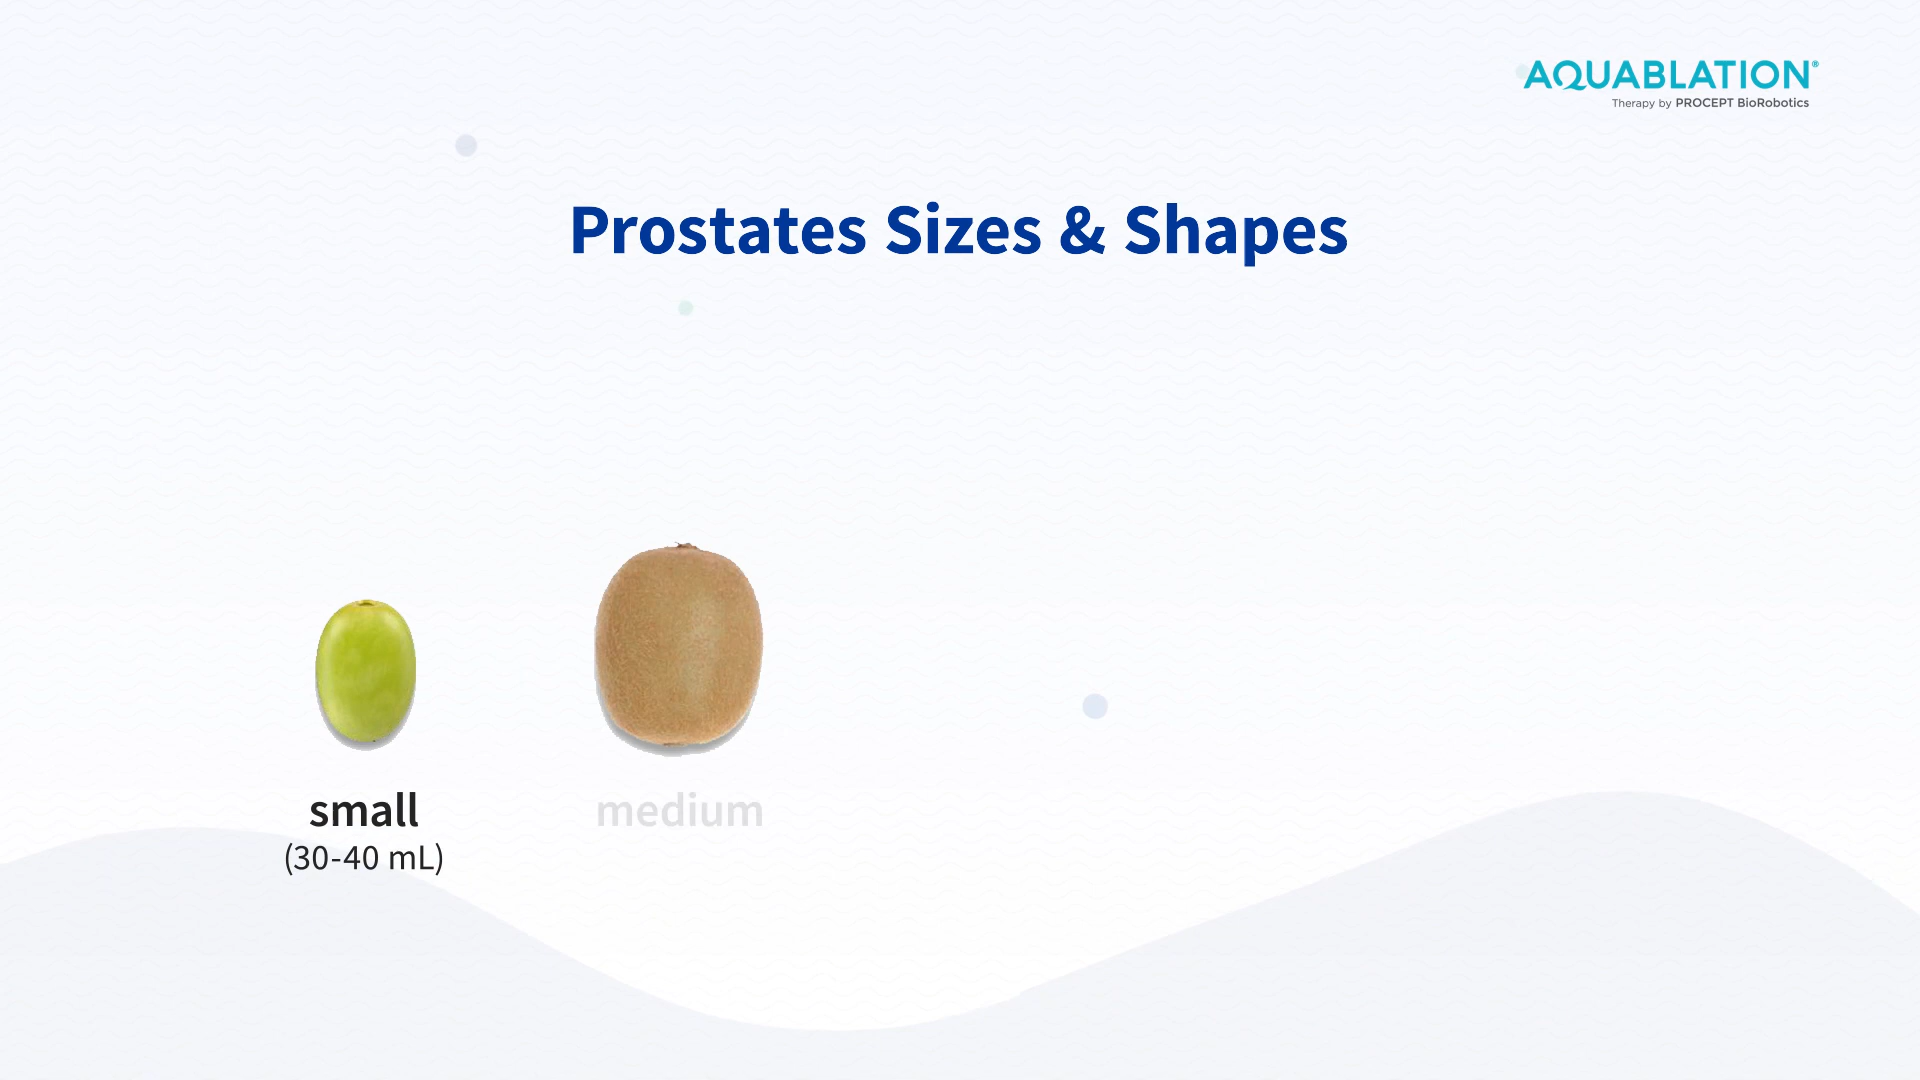 AQUABLATION®
Therapy by PROCEPT BioRobotics
Prostates Sizes & Shapes
small
(30-40 mL)
medium